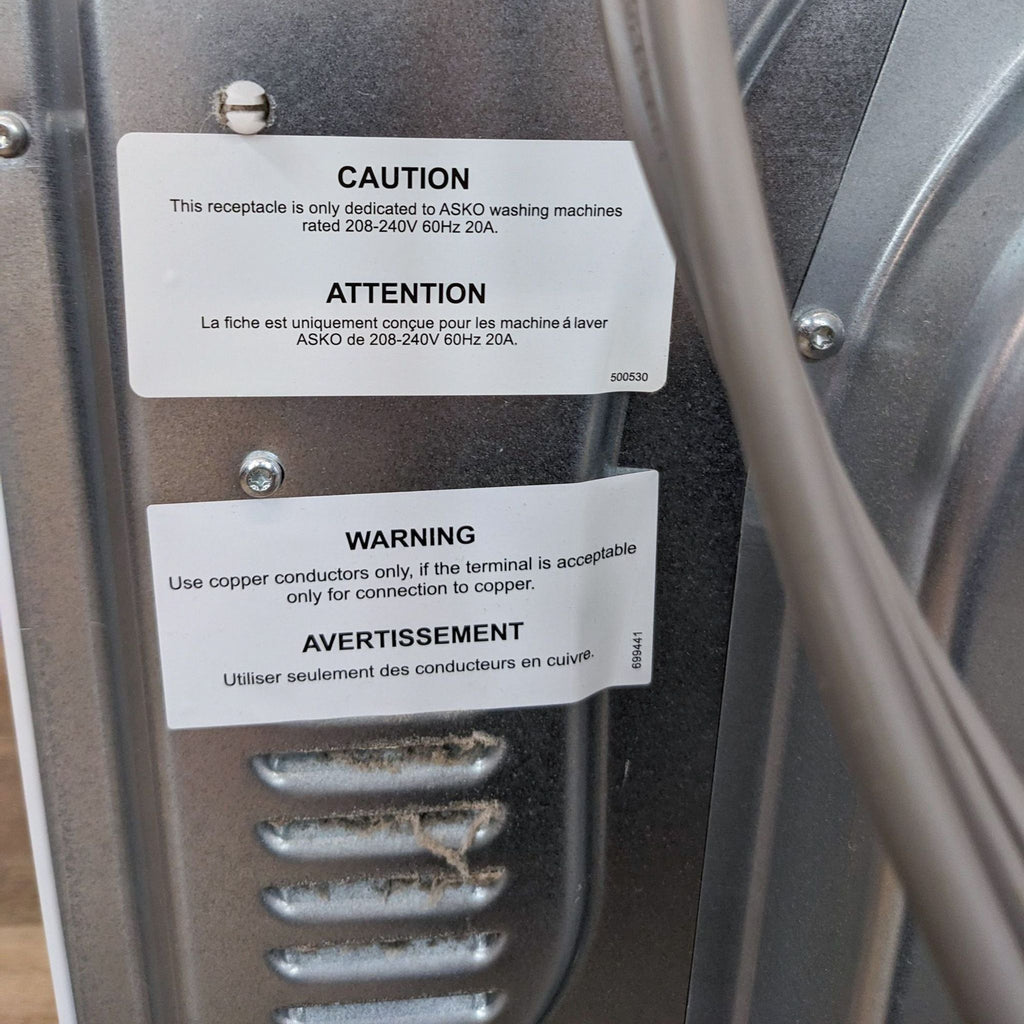 CAUTION
This receptacle is only dedicated to ASKO washing machines
rated 208-240V 60Hz 20A.
ATTENTION
La fiche est uniquement conçue pour les machine á laver
ASKO de 208-240V 60Hz 20A.
500530
WARNING
Use copper conductors only, if the terminal is acceptable
only for connection to copper.
AVERTISSEMENT
Utiliser seulement des conducteurs en cuivre.
699441